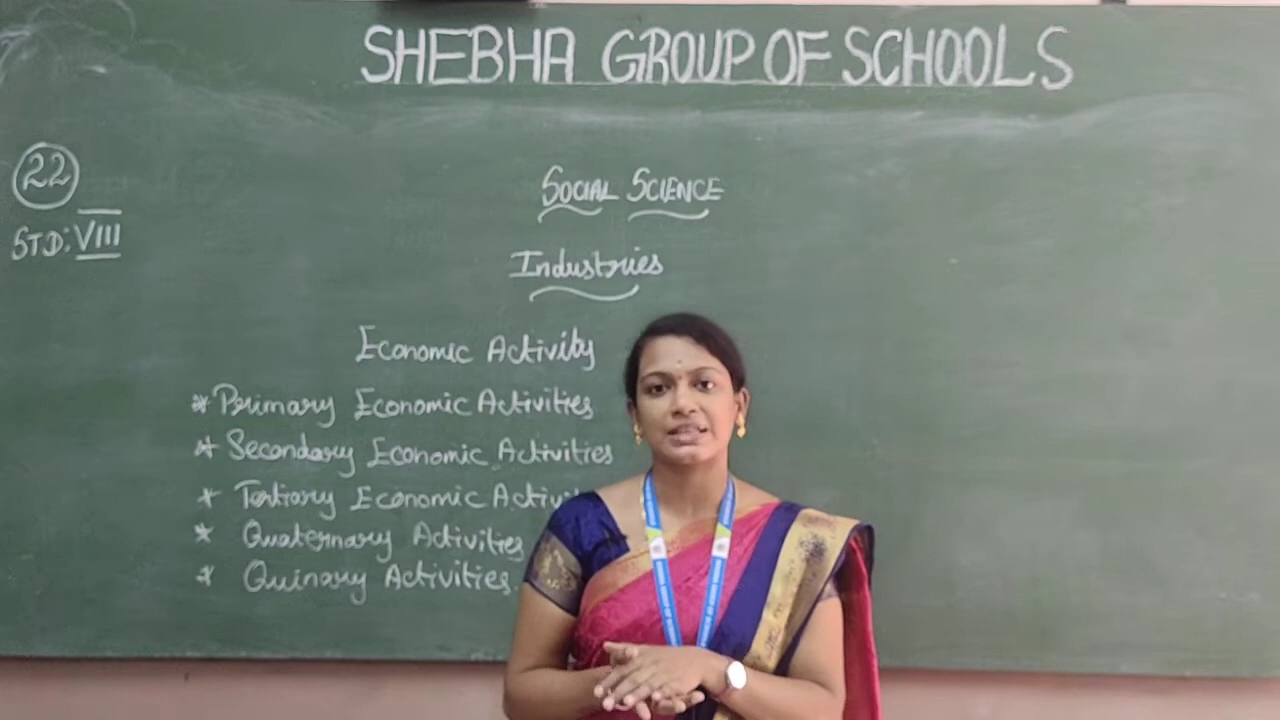 SHEBHA GROUP OF SCHOOLS
22
STD: VIII
SOCIAL SCIENCE
Industries
Economic Activity
* Primary Economic Activities
* Secondary Economic Activities
* Tertiary Economic Activit
* Quaternary Activities
* Quinary Activities.